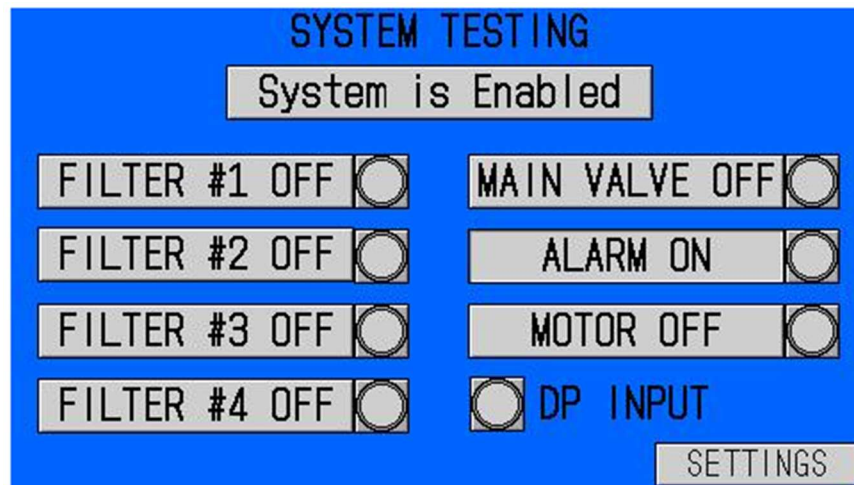 SYSTEM TESTING
System is Enabled
FILTER #1 OFF
MAIN VALVE OFF
FILTER #2 OFF
ALARM ON
FILTER #3 OFF
MOTOR OFF
FILTER #4 OFF
DP INPUT
SETTINGS